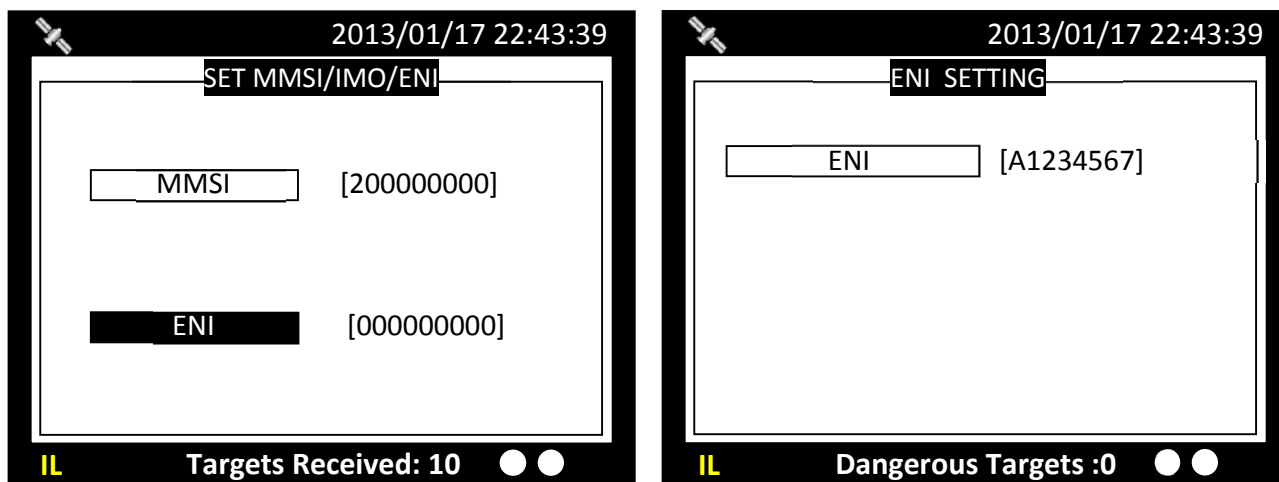 2013/01/17 22:43:39
SET MMSI/IMO/ENI
MMSI [200000000]
ENI [000000000]
IL Targets Received: 10
2013/01/17 22:43:39
ENI SETTING
ENI [A1234567]
IL Dangerous Targets :0